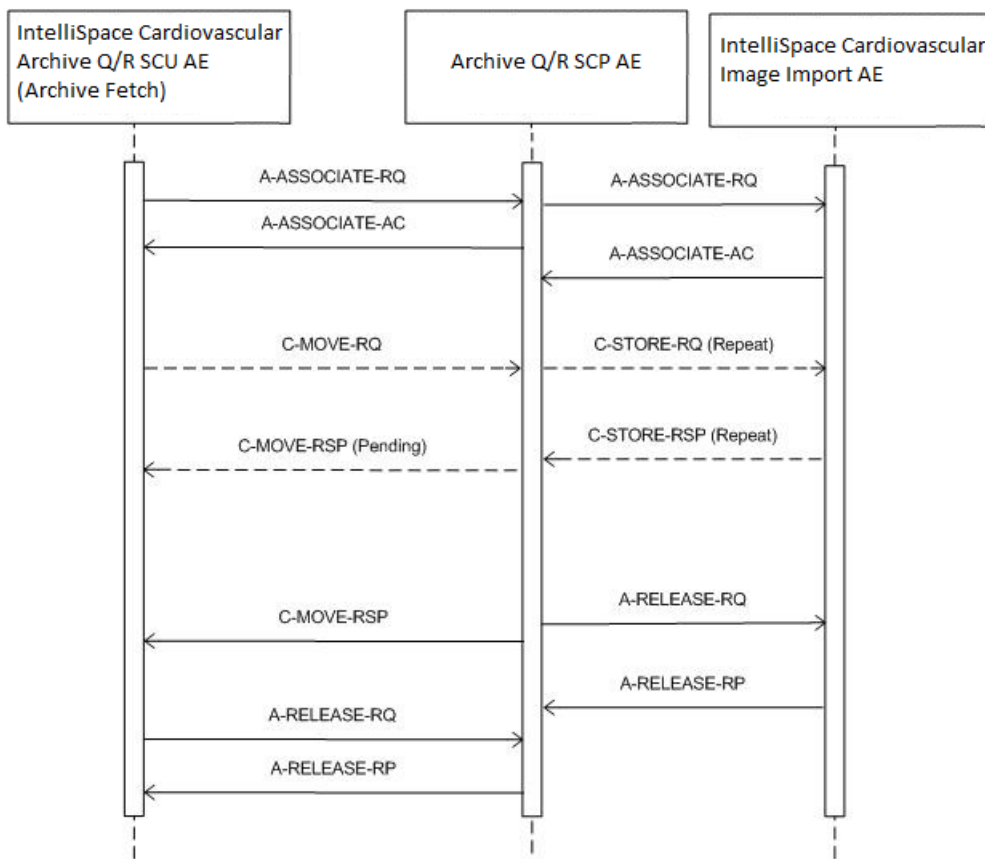 IntelliSpace Cardiovascular
Archive Q/R SCU AE
(Archive Fetch)
Archive Q/R SCP AE
IntelliSpace Cardiovascular
Image Import AE
A-ASSOCIATE-RQ
A-ASSOCIATE-RQ
A-ASSOCIATE-AC
A-ASSOCIATE-AC
C-MOVE-RQ
C-STORE-RQ (Repeat)
C-MOVE-RSP (Pending)
C-STORE-RSP (Repeat)
C-MOVE-RSP
A-RELEASE-RQ
A-RELEASE-RP
A-RELEASE-RQ
A-RELEASE-RP